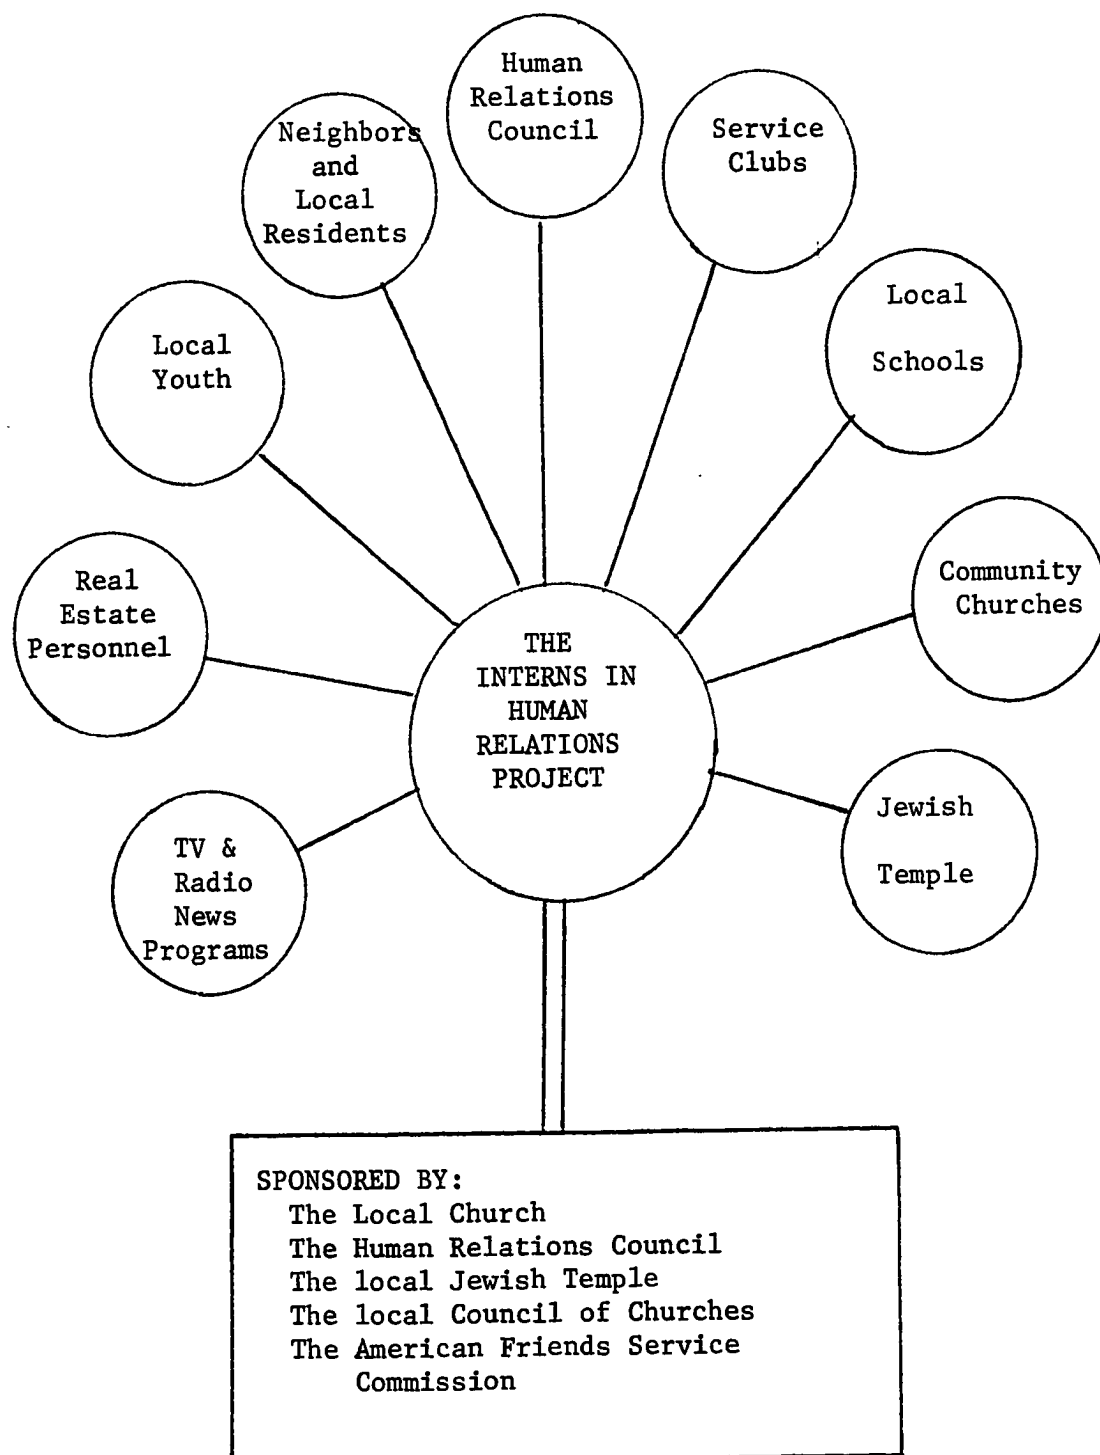 Human
Relations
Council
Neighbors
and
Local
Residents
Service
Clubs
Local
Schools
Local
Youth
Community
Churches
Real
Estate
Personnel
THE
INTERNS IN
HUMAN
RELATIONS
PROJECT
Jewish
Temple
TV &
Radio
News
Programs
SPONSORED BY:
The Local Church
The Human Relations Council
The local Jewish Temple
The local Council of Churches
The American Friends Service
Commission